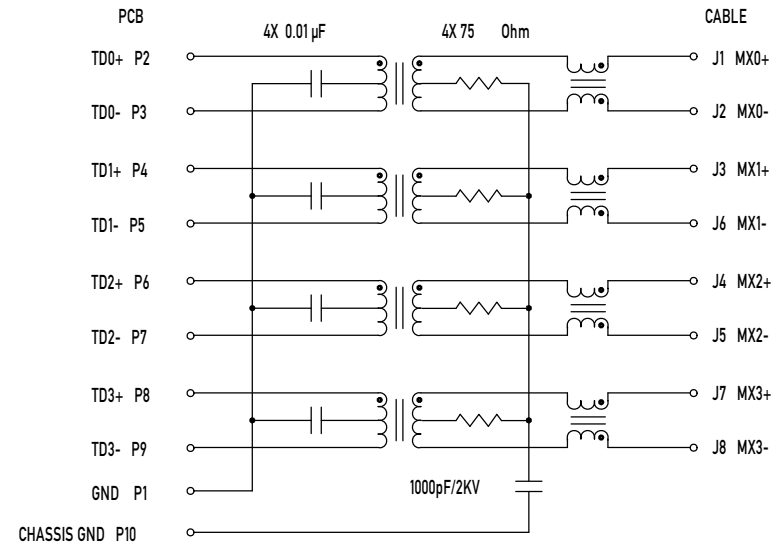 PCB
CABLE
4X 0.01 µF
4X 75 Ohm
TD0+ P2
J1 MX0+
TD0- P3
J2 MX0-
TD1+ P4
J3 MX1+
TD1- P5
J6 MX1-
TD2+ P6
J4 MX2+
TD2- P7
J5 MX2-
TD3+ P8
J7 MX3+
TD3- P9
J8 MX3-
GND P1
1000pF/2KV
CHASSIS GND P10